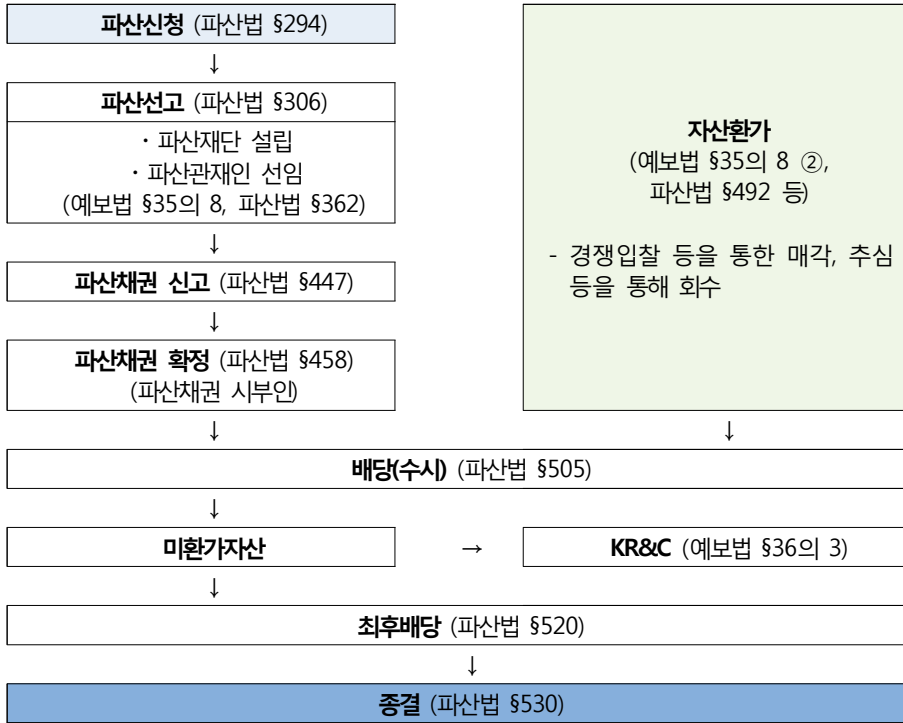 파산신청 (파산법 §294)
↓
파산선고 (파산법 §306)
· 파산재단 설립
· 파산관재인 선임
(예보법 §35의 8, 파산법 §362)
↓
파산채권 신고 (파산법 §447)
↓
파산채권 확정 (파산법 §458)
(파산채권 시부인)
↓
자산환가
(예보법 §35의 8 ②,
파산법 §492 등)
- 경쟁입찰 등을 통한 매각, 추심
등을 통해 회수
↓
배당(수시) (파산법 §505)
↓
미환가자산 → KR&C (예보법 §36의 3)
↓
최후배당 (파산법 §520)
↓
종결 (파산법 §530)